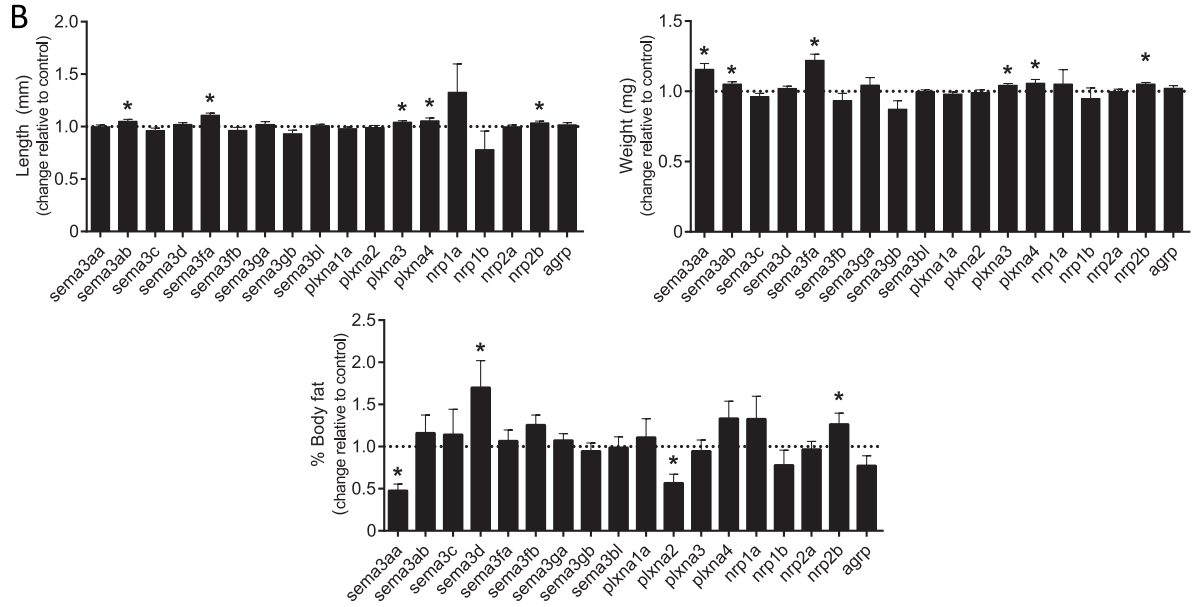 B
Length (mm)
(change relative to control)
2.0
1.5
1.0
0.5
0
*
*
*
*
*
sema3aa
sema3ab
sema3c
sema3d
sema3fa
sema3fb
sema3ga
sema3gb
sema3bl
plxna1a
plxna2
plxna3
plxna4
nrp1a
nrp1b
nrp2a
nrp2b
agrp
Weight (mg)
(change relative to control)
1.5
1.0
0.5
0
*
*
*
*
*
*
sema3aa
sema3ab
sema3c
sema3d
sema3fa
sema3fb
sema3ga
sema3gb
sema3bl
plxna1a
plxna2
plxna3
plxna4
nrp1a
nrp1b
nrp2a
nrp2b
agrp
% Body fat
(change relative to control)
2.5
2.0
1.5
1.0
0.5
0
*
*
*
*
sema3aa
sema3ab
sema3c
sema3d
sema3fa
sema3fb
sema3ga
sema3gb
sema3bl
plxna1a
plxna2
plxna3
plxna4
nrp1a
nrp1b
nrp2a
nrp2b
agrp